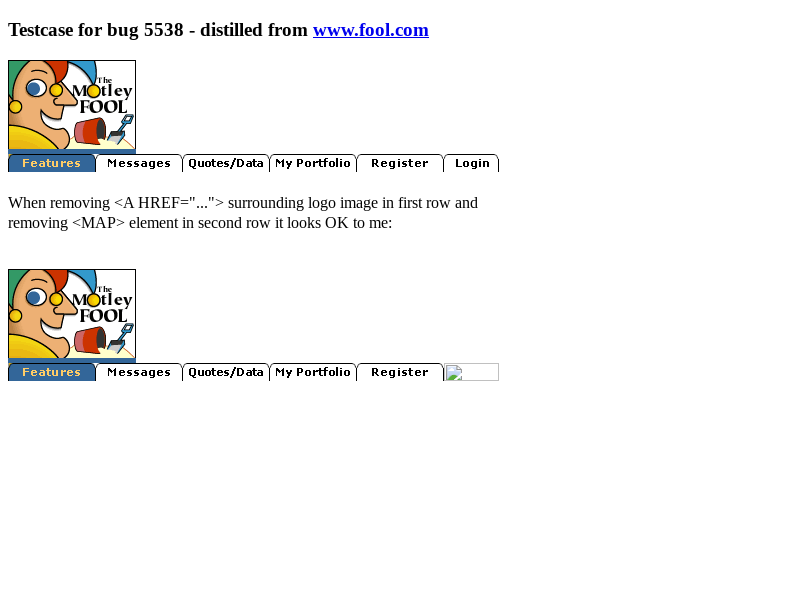 Testcase for bug 5538 - distilled from www.fool.com
The
Motley
FOOL
Features Messages Quotes/Data My Portfolio Register Login
When removing <A HREF="..."> surrounding logo image in first row and
removing <MAP> element in second row it looks OK to me:
The
Motley
FOOL
Features Messages Quotes/Data My Portfolio Register